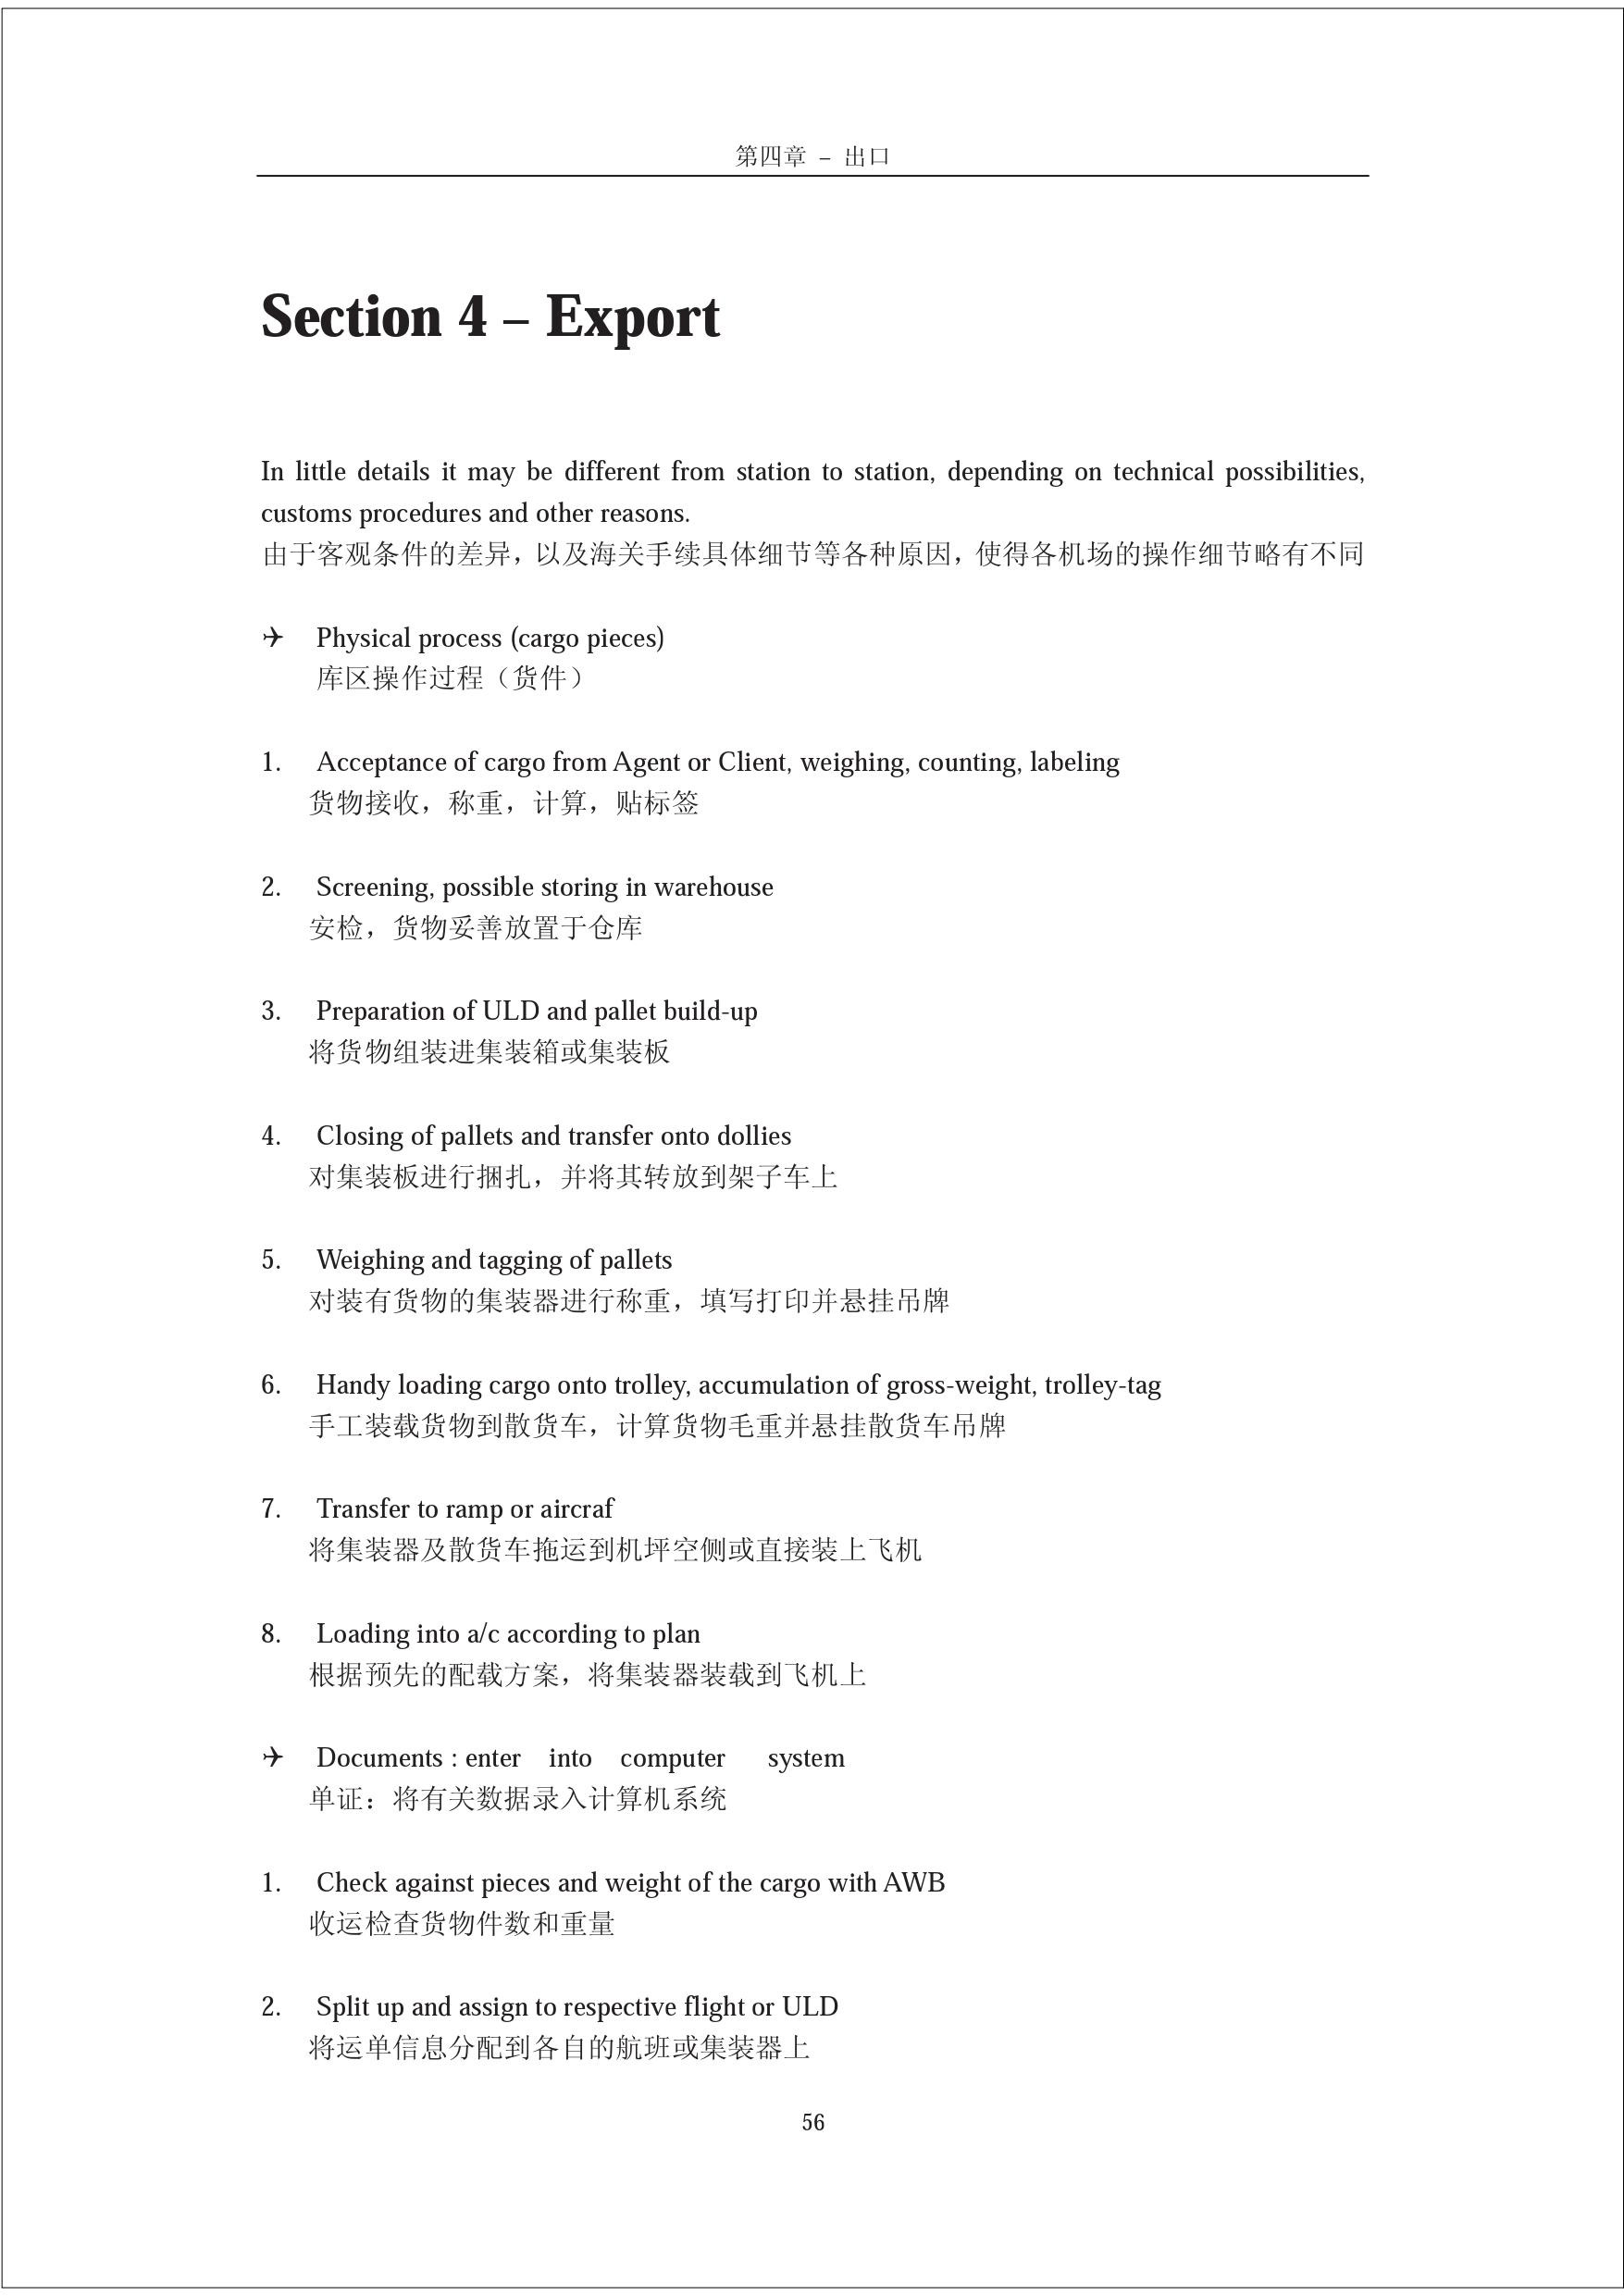 第四章 – 出口
Section 4 – Export
In little details it may be different from station to station, depending on technical possibilities,
customs procedures and other reasons.
由于客观条件的差异，以及海关手续具体细节等各种原因，使得各机场的操作细节略有不同
✈ Physical process (cargo pieces)
库区操作过程（货件）
1. Acceptance of cargo from Agent or Client, weighing, counting, labeling
货物接收，称重，计算，贴标签
2. Screening, possible storing in warehouse
安检，货物妥善放置于仓库
3. Preparation of ULD and pallet build-up
将货物组装进集装箱或集装板
4. Closing of pallets and transfer onto dollies
对集装板进行捆扎，并将其转放到架子车上
5. Weighing and tagging of pallets
对装有货物的集装器进行称重，填写打印并悬挂吊牌
6. Handy loading cargo onto trolley, accumulation of gross-weight, trolley-tag
手工装载货物到散货车，计算货物毛重并悬挂散货车吊牌
7. Transfer to ramp or aircraf
将集装器及散货车拖运到机坪空侧或直接装上飞机
8. Loading into a/c according to plan
根据预先的配载方案，将集装器装载到飞机上
✈ Documents : enter into computer system
单证：将有关数据录入计算机系统
1. Check against pieces and weight of the cargo with AWB
收运检查货物件数和重量
2. Split up and assign to respective flight or ULD
将运单信息分配到各自的航班或集装器上
56